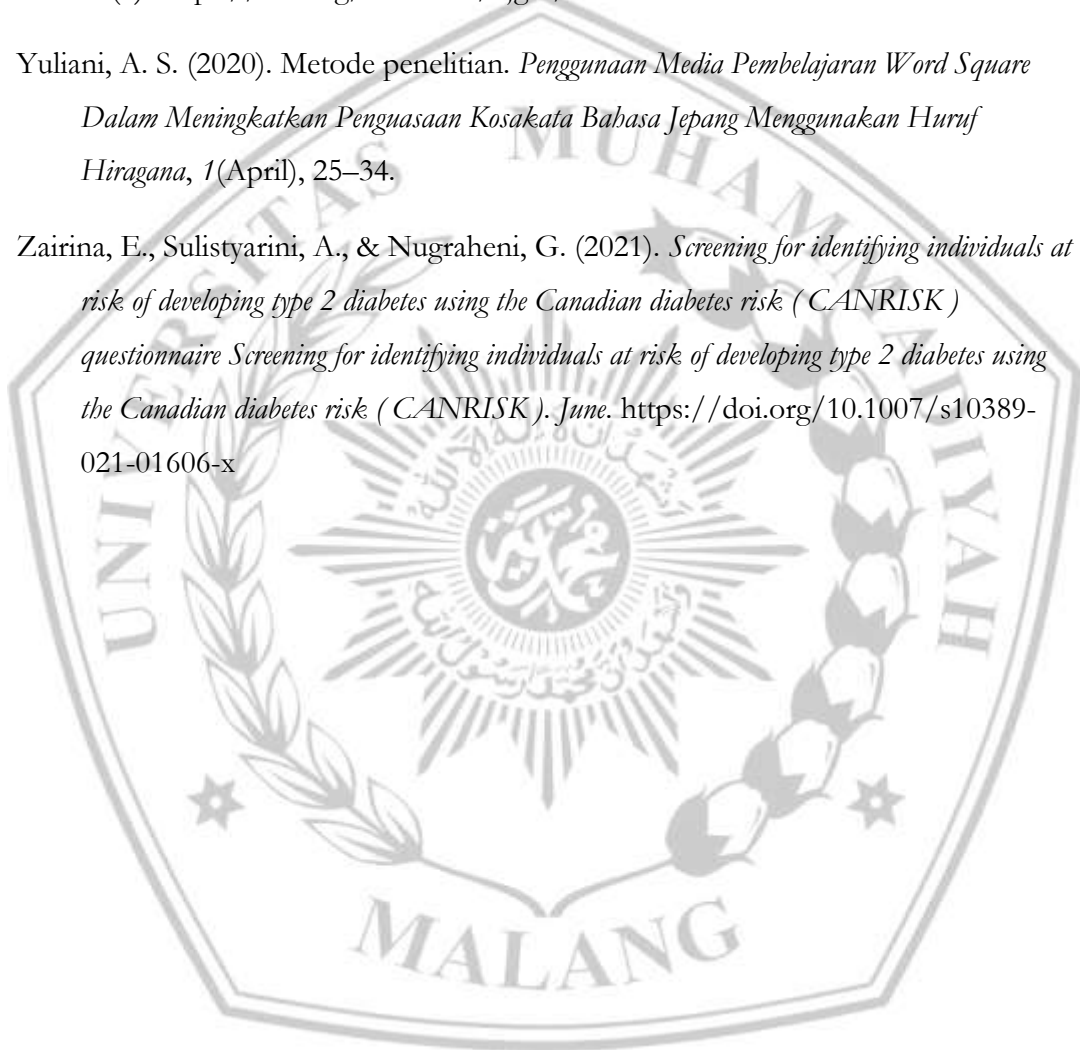 Yuliani, A. S. (2020). Metode penelitian. Penggunaan Media Pembelajaran Word Square
Dalam Meningkatkan Penguasaan Kosakata Bahasa Jepang Menggunakan Huruf
Hiragana, 1(April), 25–34.
Zairina, E., Sulistyarini, A., & Nugraheni, G. (2021). Screening for identifying individuals at
risk of developing type 2 diabetes using the Canadian diabetes risk ( CANRISK )
questionnaire Screening for identifying individuals at risk of developing type 2 diabetes using
the Canadian diabetes risk ( CANRISK ). June. https://doi.org/10.1007/s10389-
021-01606-x
UNIVERSITAS MUHAMMADIYAH
MALANG